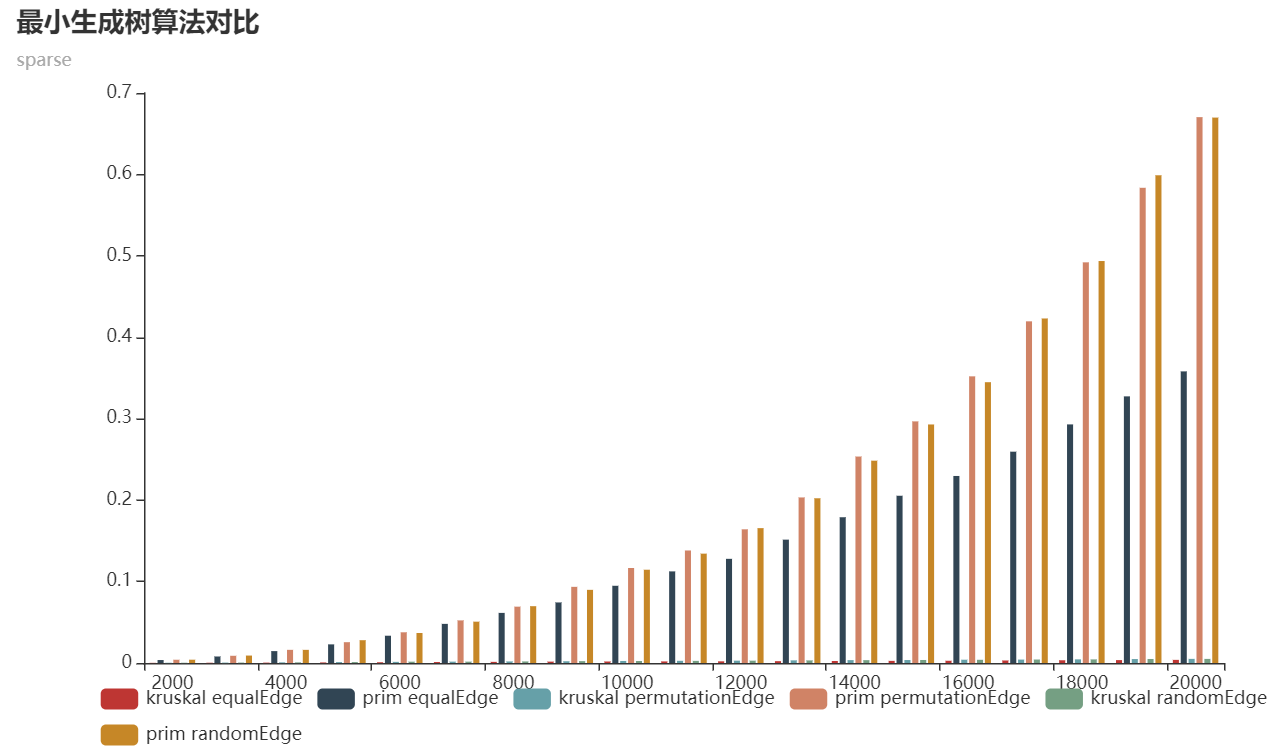 最小生成树算法对比
sparse
0.7
0.6
0.5
0.4
0.3
0.2
0.1
0
2000 4000 6000 8000 10000 12000 14000 16000 18000 20000
kruskal equalEdge prim equalEdge kruskal permutationEdge prim permutationEdge kruskal randomEdge
prim randomEdge